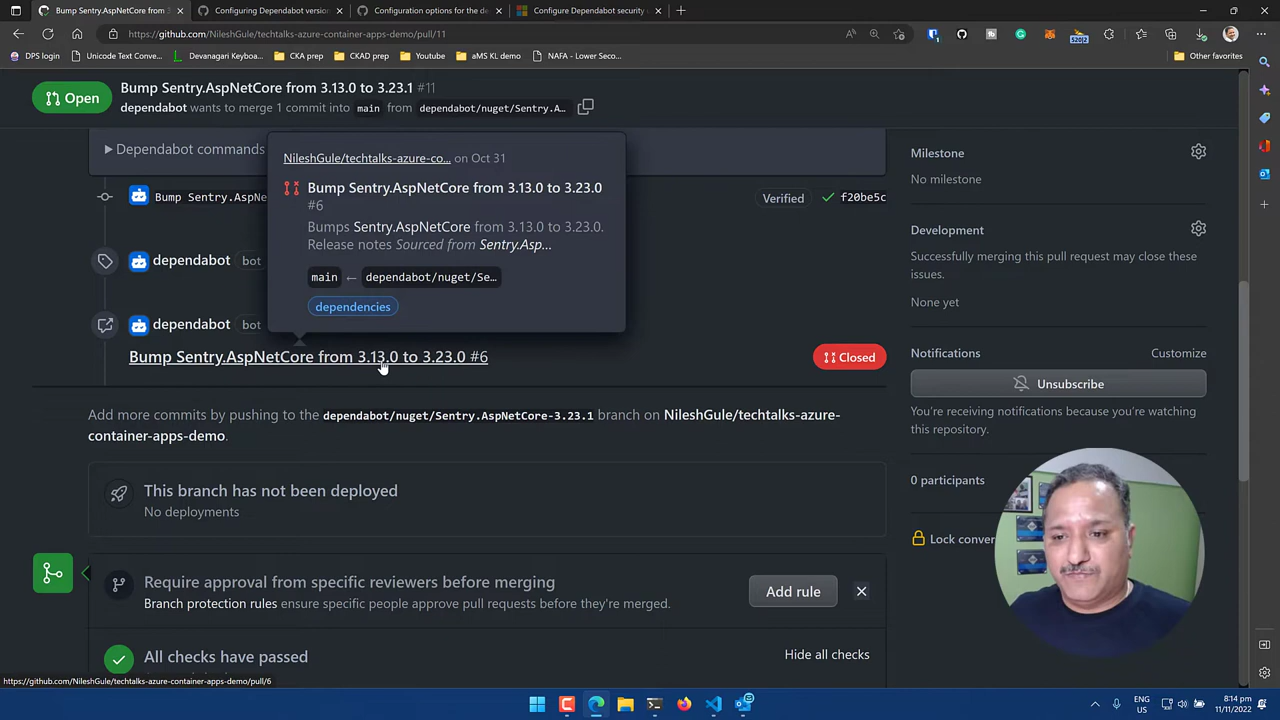 Bump Sentry.AspNetCore from 3
Configuring Dependabot version
Configuration options for the de
Configure Dependabot security
https://github.com/NileshGule/techtalks-azure-container-apps-demo/pull/11
DPS login
Unicode Text Conve...
Devanagari Keyboa...
CKA prep
CKAD prep
Youtube
aMS KL demo
NAFA - Lower Seco...
Other favorites
Open
Bump Sentry.AspNetCore from 3.13.0 to 3.23.1 #11
dependabot wants to merge 1 commit into main from dependabot/nuget/Sentry.A…
Dependabot commands
NileshGule/techtalks-azure-co... on Oct 31
Bump Sentry.AspNetCore from 3.13.0 to 3.23.0
#6
Bumps Sentry.AspNetCore from 3.13.0 to 3.23.0.
Release notes Sourced from Sentry.Asp...
main ← dependabot/nuget/Se…
dependencies
Bump Sentry.AspNe
Verified
f20be5c
dependabot bot
dependabot bot
Bump Sentry.AspNetCore from 3.13.0 to 3.23.0 #6
Closed
Add more commits by pushing to the dependabot/nuget/Sentry.AspNetCore-3.23.1 branch on NileshGule/techtalks-azure-
container-apps-demo.
This branch has not been deployed
No deployments
Require approval from specific reviewers before merging
Branch protection rules ensure specific people approve pull requests before they're merged.
Add rule
All checks have passed
Hide all checks
Milestone
No milestone
Development
Successfully merging this pull request may close these
issues.
None yet
Notifications
Customize
Unsubscribe
You're receiving notifications because you're watching
this repository.
0 participants
Lock conver
https://github.com/NileshGule/techtalks-azure-container-apps-demo/pull/6
ENG
US
8:14 pm
11/11/2022